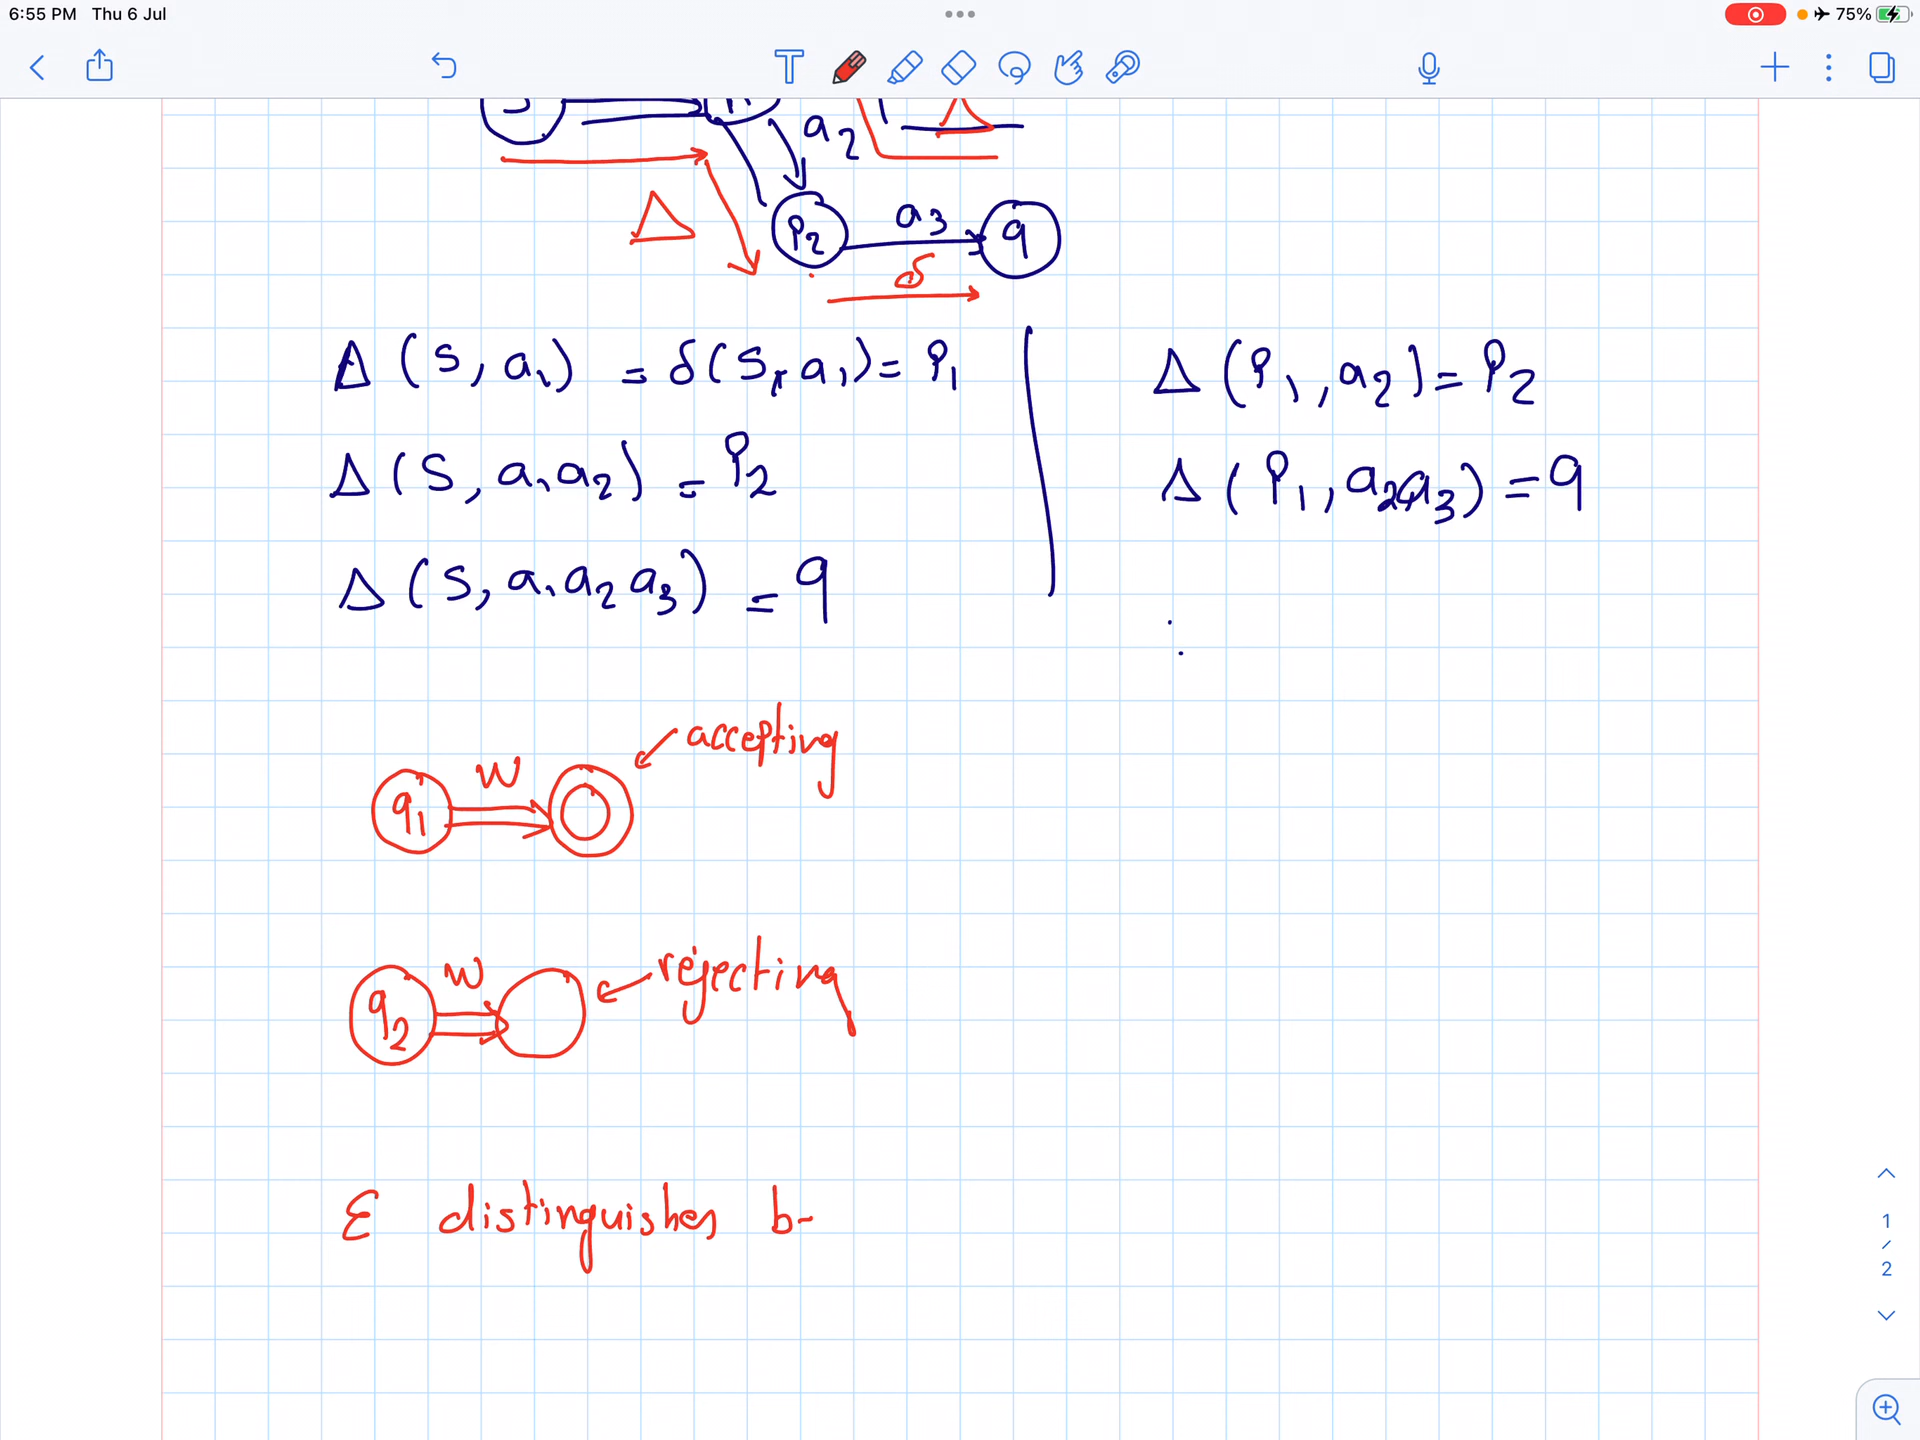 6:55 PM Thu 6 Jul
75%
T
S
a2
Δ
Δ
P2 a3 q
δ
Δ (S, a1) = δ(S, a1) = P1
Δ (P1, a2) = P2
Δ (S, a1a2) = P2
Δ (P1, a2a3) = q
Δ (S, a1a2a3) = q
accepting
q1 W
rejecting
q2 W
ε distinguishes b-
1
/
2